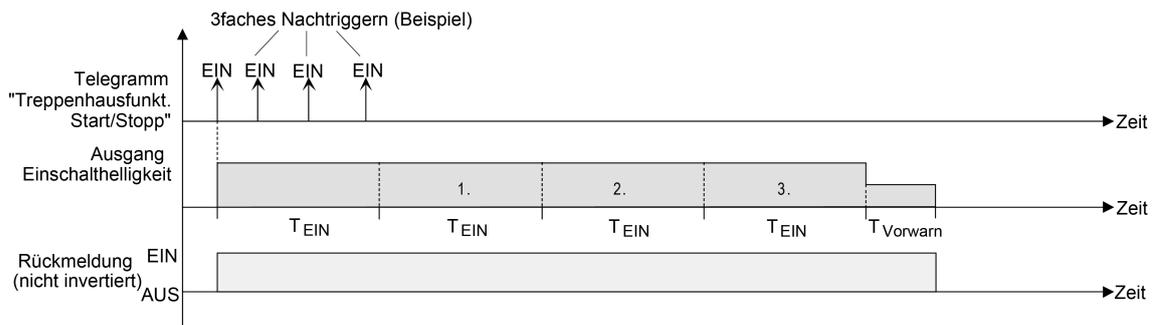 3faches Nachtriggern (Beispiel)
EIN EIN EIN EIN
Telegramm
"Treppenhausfunkt.
Start/Stopp"
Zeit
Ausgang
Einschalthelligkeit
1. 2. 3.
Zeit
T EIN T EIN T EIN T EIN T Vorwarn
Rückmeldung
(nicht invertiert)
EIN
AUS
Zeit